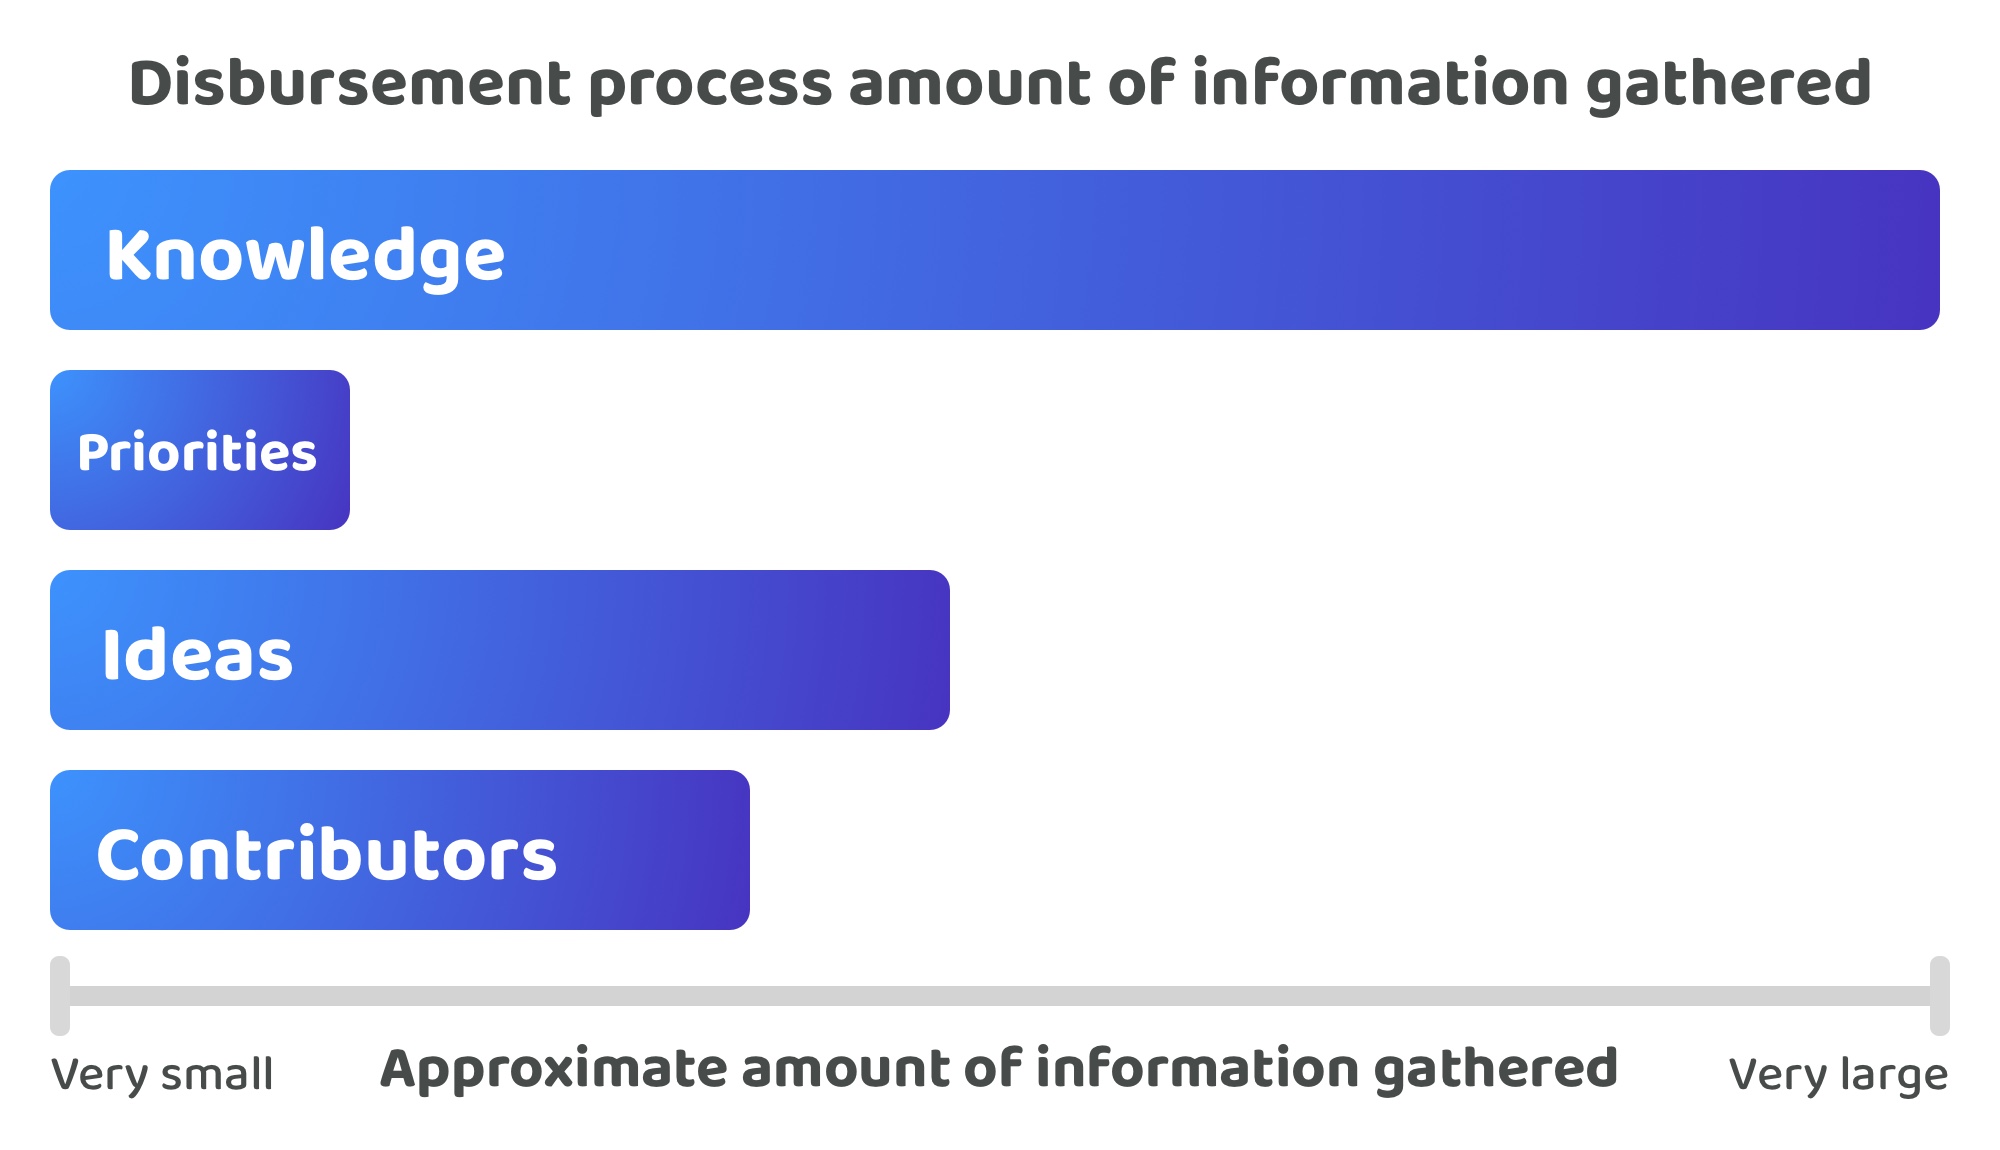 Disbursement process amount of information gathered
Knowledge
Priorities
Ideas
Contributors
Very small
Approximate amount of information gathered
Very large